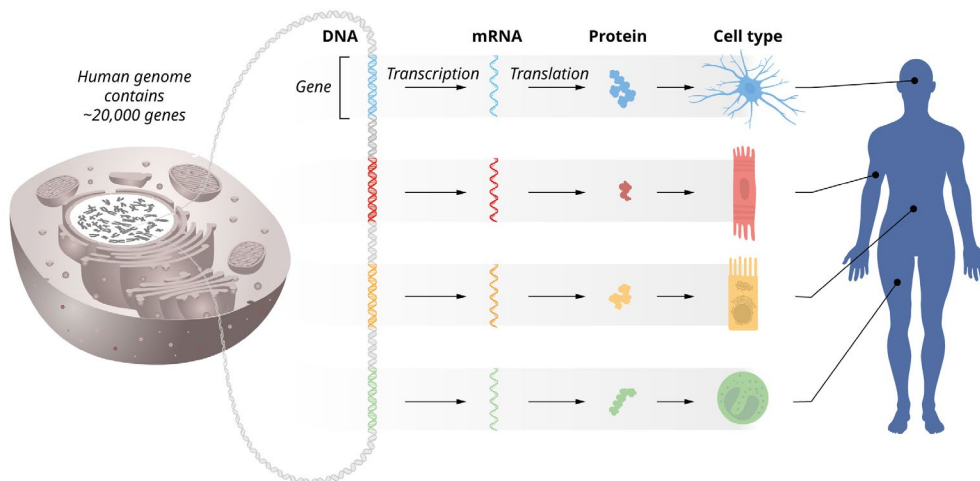 DNA
mRNA
Protein
Cell type
Human genome
contains
~20,000 genes
Gene
Transcription
Translation